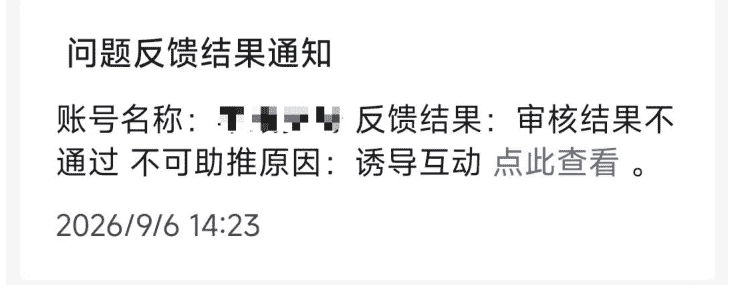 问题反馈结果通知
账号名称： 反馈结果：审核结果不
通过 不可助推原因：诱导互动 点此查看 。
2026/9/6 14:23